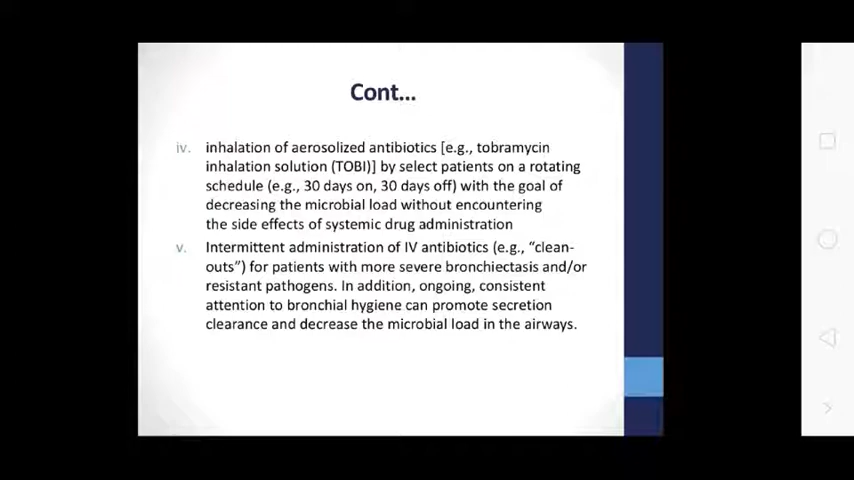 Cont...
iv. inhalation of aerosolized antibiotics [e.g., tobramycin
inhalation solution (TOBI)] by select patients on a rotating
schedule (e.g., 30 days on, 30 days off) with the goal of
decreasing the microbial load without encountering
the side effects of systemic drug administration
v. Intermittent administration of IV antibiotics (e.g., “clean-
outs”) for patients with more severe bronchiectasis and/or
resistant pathogens. In addition, ongoing, consistent
attention to bronchial hygiene can promote secretion
clearance and decrease the microbial load in the airways.